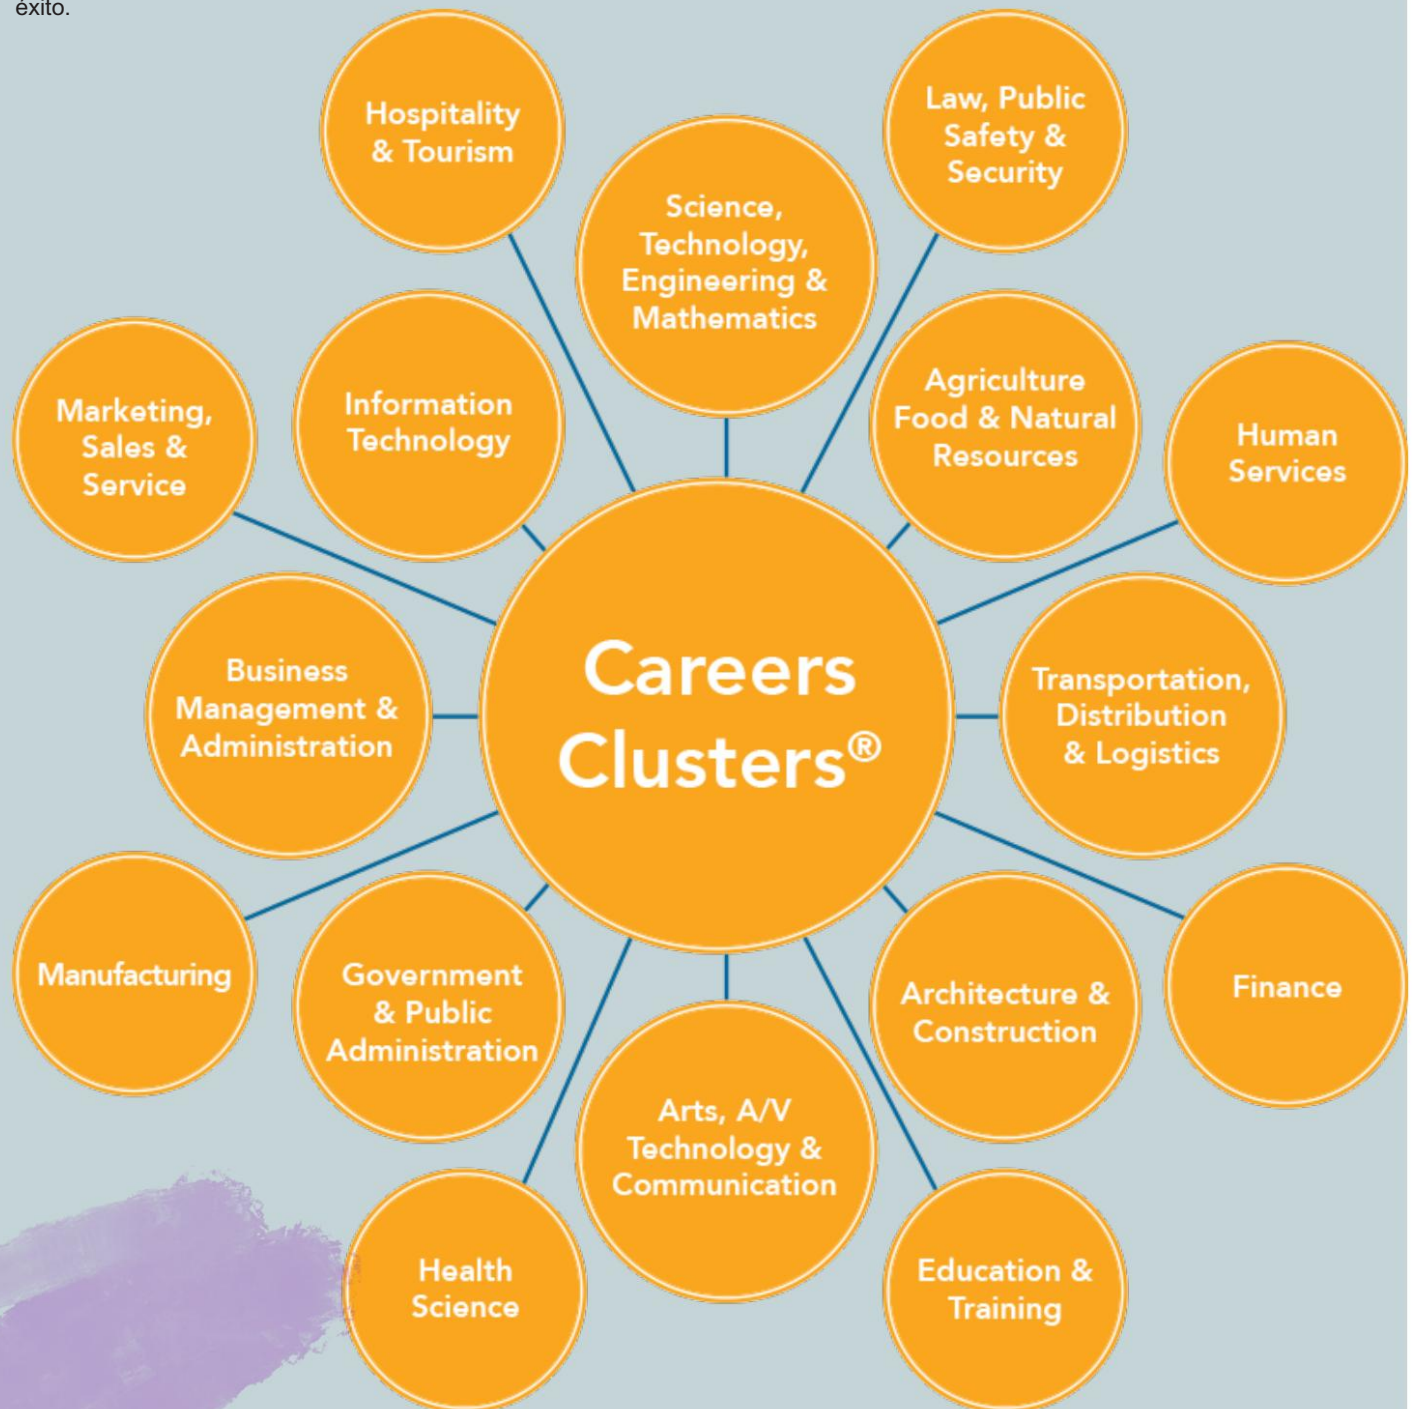 éxito.
Hospitality
& Tourism
Law, Public
Safety &
Security
Science,
Technology,
Engineering &
Mathematics
Marketing,
Sales &
Service
Information
Technology
Agriculture
Food & Natural
Resources
Human
Services
Business
Management &
Administration
Careers
Clusters®
Transportation,
Distribution
& Logistics
Manufacturing
Government
& Public
Administration
Architecture &
Construction
Finance
Arts, A/V
Technology &
Communication
Health
Science
Education &
Training